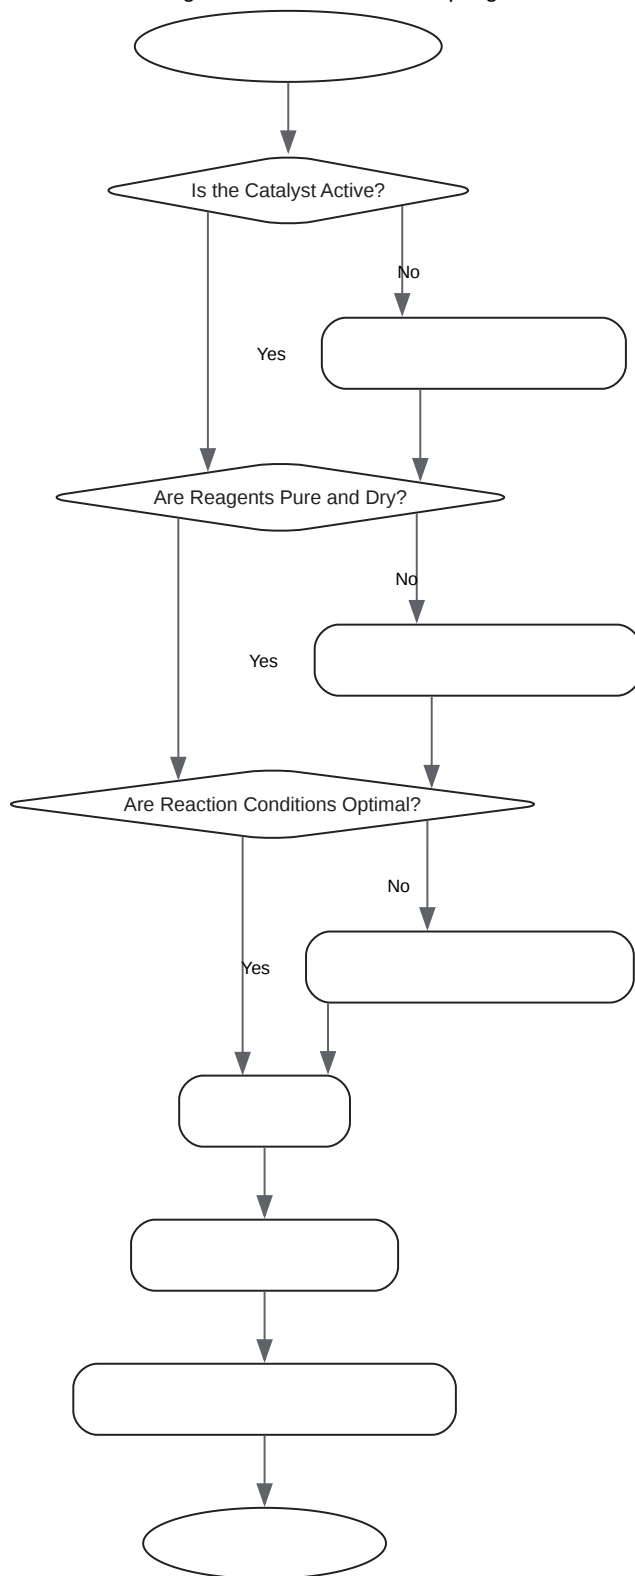 Is the Catalyst Active?
No
Yes
Are Reagents Pure and Dry?
No
Yes
Are Reaction Conditions Optimal?
No
Yes